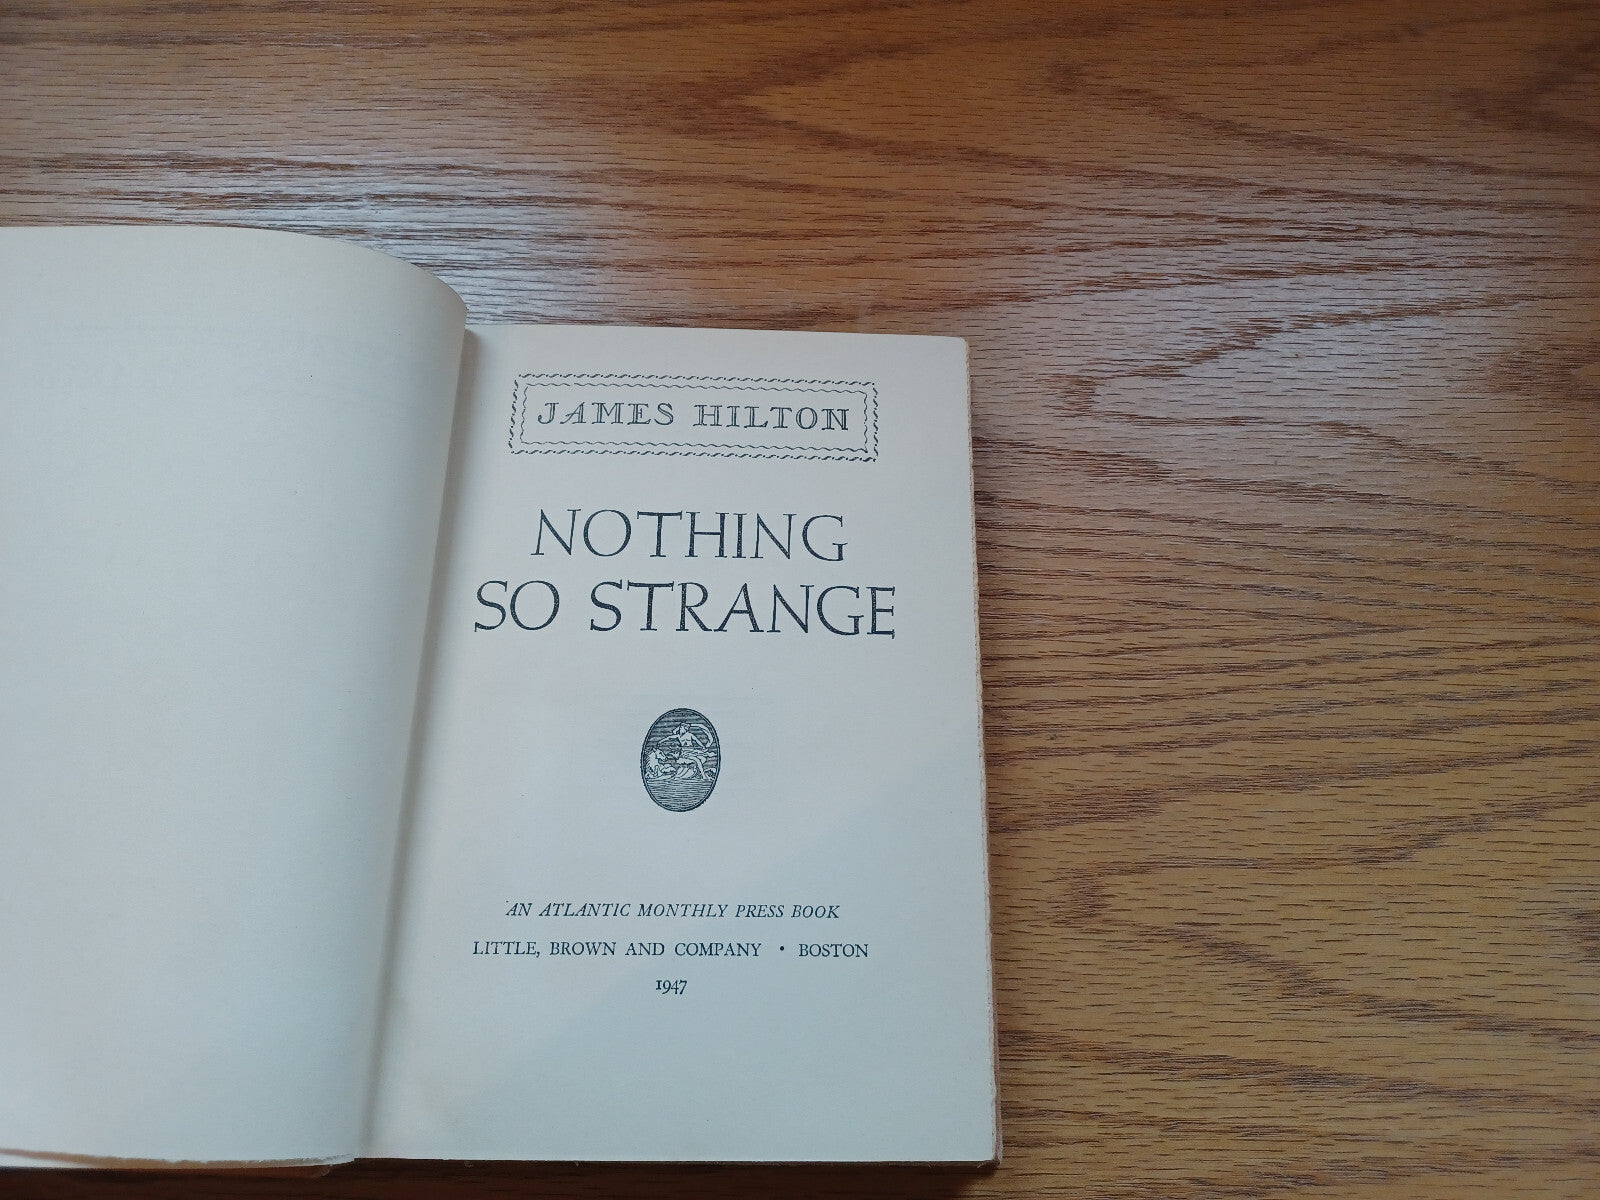 JAMES HILTON
NOTHING
SO STRANGE
AN ATLANTIC MONTHLY PRESS BOOK
LITTLE, BROWN AND COMPANY • BOSTON
1947